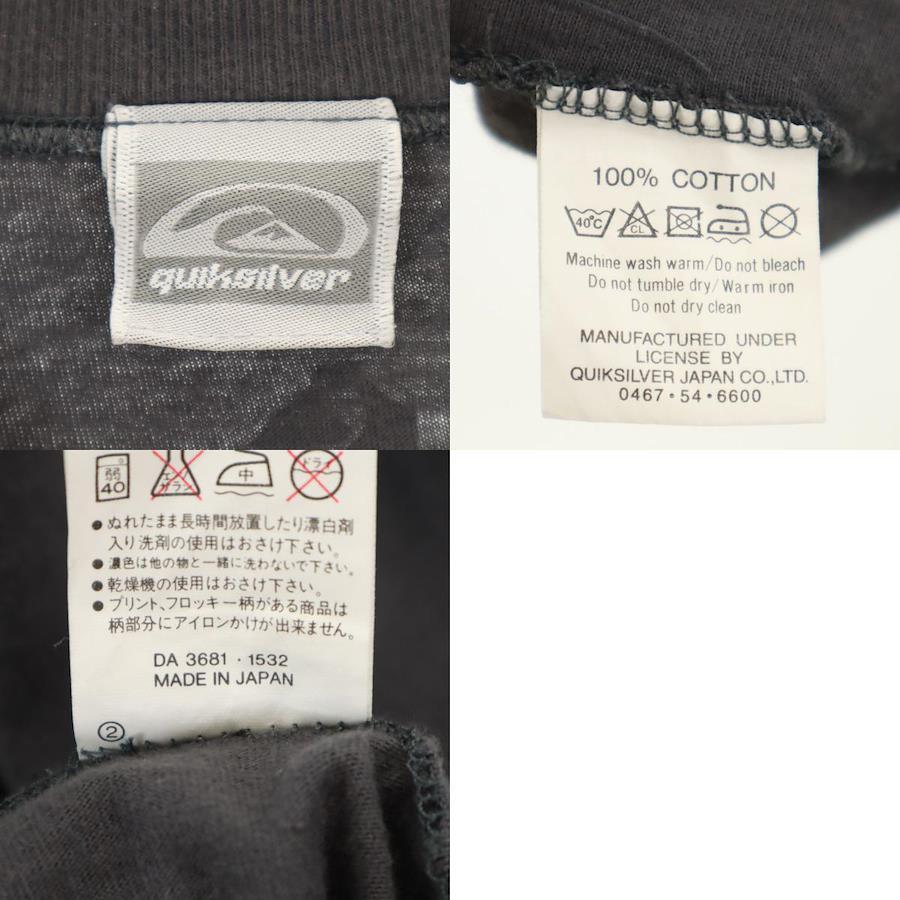 quiksilver
100% COTTON
40°C CL
Machine wash warm/Do not bleach
Do not tumble dry/Warm iron
Do not dry clean
MANUFACTURED UNDER
LICENSE BY
QUIKSILVER JAPAN CO.,LTD.
0467・54・6600
弱 エンソ 中 ドライ
40 サラシ
●ぬれたまま長時間放置したり漂白剤
入り洗剤の使用はおさけ下さい。
●濃色は他の物と一緒に洗わないで下さい。
●乾燥機の使用はおさけ下さい。
●プリント、フロッキー柄がある商品は
柄部分にアイロンかけが出来ません。
DA 3681・1532
MADE IN JAPAN
②